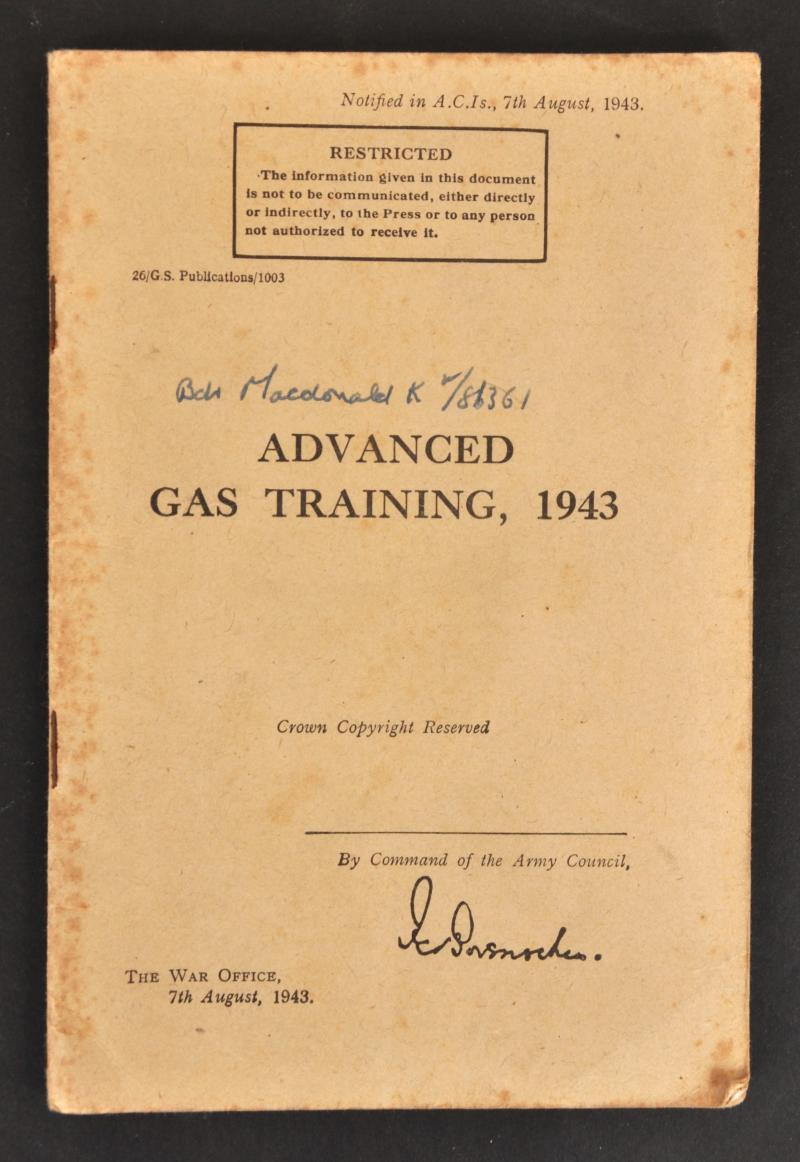 Notified in A.C.Is., 7th August, 1943.
RESTRICTED
The information given in this document
is not to be communicated, either directly
or indirectly, to the Press or to any person
not authorized to receive it.
26/G.S. Publications/1003
Macdonald K
ADVANCED
GAS TRAINING, 1943
Crown Copyright Reserved
By Command of the Army Council,
THE WAR OFFICE,
7th August, 1943.